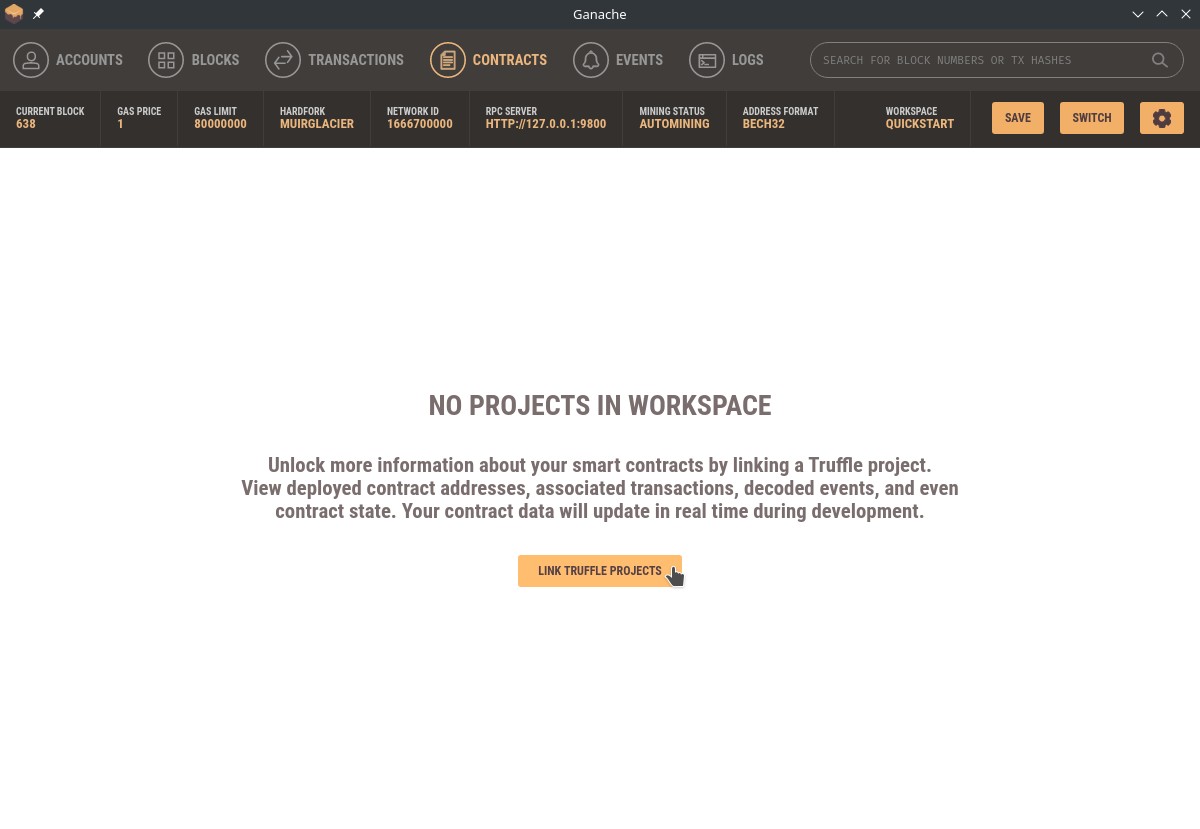 Ganache
ACCOUNTS
BLOCKS
TRANSACTIONS
CONTRACTS
EVENTS
LOGS
SEARCH FOR BLOCK NUMBERS OR TX HASHES
CURRENT BLOCK
638
GAS PRICE
1
GAS LIMIT
80000000
HARDFORK
MUIRGLACIER
NETWORK ID
1666700000
RPC SERVER
HTTP://127.0.0.1:9800
MINING STATUS
AUTOMINING
ADDRESS FORMAT
BECH32
WORKSPACE
QUICKSTART
SAVE
SWITCH
NO PROJECTS IN WORKSPACE
Unlock more information about your smart contracts by linking a Truffle project.
View deployed contract addresses, associated transactions, decoded events, and even
contract state. Your contract data will update in real time during development.
LINK TRUFFLE PROJECTS